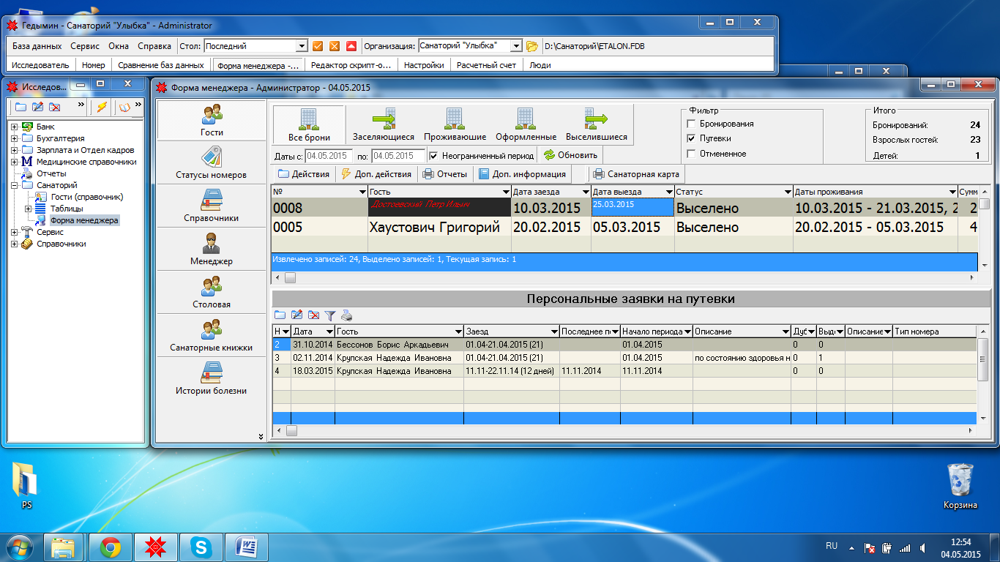 Гедымин - Санаторий "Улыбка" - Administrator
База данных Сервис Окна Справка Стол: Последний Организация: Санаторий "Улыбка" D:\Санаторий\ETALON.FDB
Исследователь Номер Сравнение баз данных Форма менеджера -... Редактор скрипт-о... Настройки Расчетный счет Люди
Исследов...
» »
Банк
Бухгалтерия
Зарплата и Отдел кадров
Медицинские справочники
Отчеты
Санаторий
Гости (справочник)
Таблицы
Форма менеджера
Сервис
Справочники
Форма менеджера - Администратор - 04.05.2015
Гости
Статусы номеров
Справочники
Менеджер
Столовая
Санаторные книжки
Истории болезни
Все брони Заселяющиеся Проживающие Оформленные Выселившиеся
Фильтр
Бронирования
Путевки
Отмененное
Итого
Бронирований: 24
Взрослых гостей: 23
Детей: 1
Даты с: 04.05.2015 по: 04.05.2015 Неограниченный период Обновить
Действия Доп. действия Отчеты Доп. информация Санаторная карта
№ Гость Дата заезда Дата выезда Статус Даты проживания Сумм
0008 Достоевский Петр Ильич 10.03.2015 25.03.2015 Выселено 10.03.2015 - 21.03.2015, 2 2
0005 Хаустович Григорий 20.02.2015 05.03.2015 Выселено 20.02.2015 - 05.03.2015 4
Извлечено записей: 24, Выделено записей: 1, Текущая запись: 1
Персональные заявки на путевки
Н Дата Гость Заезд Последнее п Начало периода Описание Дуб Выд Описание Тип номера
2 31.10.2014 Бессонов Борис Аркадьевич 01.04-21.04.2015 (21) 01.04.2015 0 0
3 02.11.2014 Крупская Надежда Ивановна 01.04-21.04.2015 (21) 01.04.2015 по состоянию здоровья н 0 1
4 18.03.2015 Крупская Надежда Ивановна 11.11-22.11.14 (12 дней) 11.11.2014 11.11.2014 0 0
PS
Корзина
RU
12:54
04.05.2015